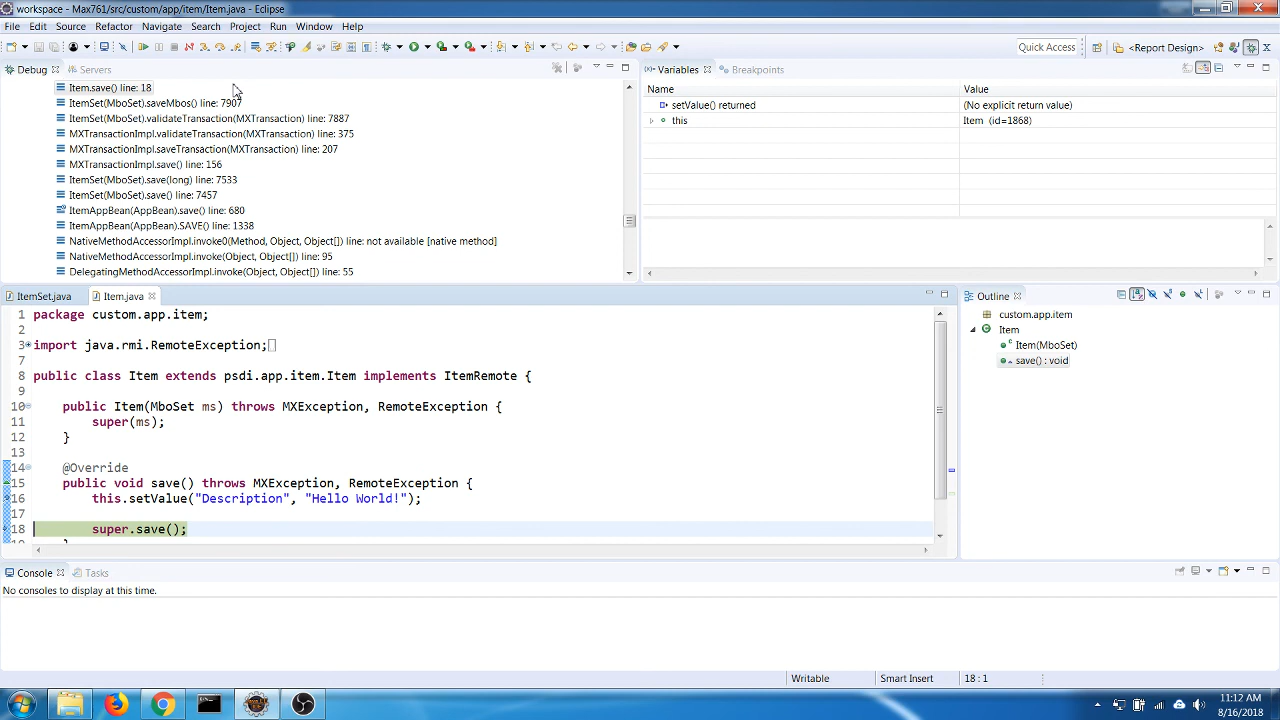 workspace - Max761/src/custom/app/item/Item.java - Eclipse
File Edit Source Refactor Navigate Search Project Run Window Help
Quick Access
<Report Design>
Debug Servers
Item.save() line: 18
ItemSet(MboSet).saveMbos() line: 7907
ItemSet(MboSet).validateTransaction(MXTransaction) line: 7887
MXTransactionImpl.validateTransaction(MXTransaction) line: 375
MXTransactionImpl.saveTransaction(MXTransaction) line: 207
MXTransactionImpl.save() line: 156
ItemSet(MboSet).save(long) line: 7533
ItemSet(MboSet).save() line: 7457
ItemAppBean(AppBean).save() line: 680
ItemAppBean(AppBean).SAVE() line: 1338
NativeMethodAccessorImpl.invoke0(Method, Object, Object[]) line: not available [native method]
NativeMethodAccessorImpl.invoke(Object, Object[]) line: 95
DelegatingMethodAccessorImpl.invoke(Object, Object[]) line: 55
Variables Breakpoints
Name Value
setValue() returned (No explicit return value)
this Item (id=1868)
ItemSet.java Item.java
1 package custom.app.item;
2
3 import java.rmi.RemoteException;
7
8 public class Item extends psdi.app.item.Item implements ItemRemote {
9
10 public Item(MboSet ms) throws MXException, RemoteException {
11 super(ms);
12 }
13
14 @Override
15 public void save() throws MXException, RemoteException {
16 this.setValue("Description", "Hello World!");
17
18 super.save();
Outline
custom.app.item
Item
Item(MboSet)
save() : void
Console Tasks
No consoles to display at this time.
Writable Smart Insert 18 : 1
11:12 AM
8/16/2018